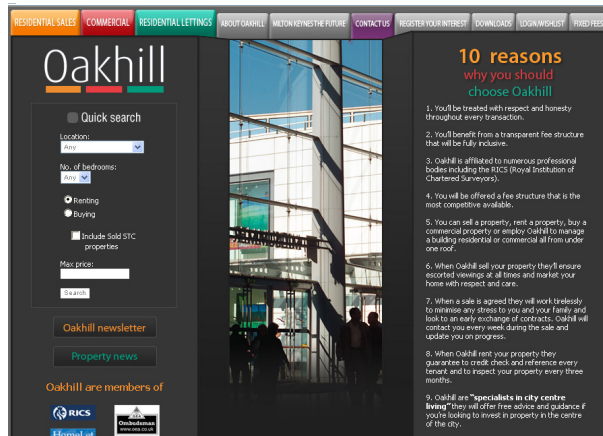 RESIDENTIAL SALES
COMMERCIAL
RESIDENTIAL LETTINGS
ABOUT OAKHILL
MILTON KEYNES THE FUTURE
CONTACT US
REGISTER YOUR INTEREST
DOWNLOADS
LOGIN/WISHLIST
FIXED FEES
Oakhill
Quick search
Location:
Any
No. of bedrooms:
Any
Renting
Buying
Include Sold STC
properties
Max price:
Search
Oakhill newsletter
Property news
Oakhill are members of
RICS
oea
Ombudsman
www.oea.co.uk
HomeLet
10 reasons
why you should
choose Oakhill
1. You'll be treated with respect and honesty
throughout every transaction.
2. You'll benefit from a transparent fee structure
that will be fully inclusive.
3. Oakhill is affiliated to numerous professional
bodies including the RICS (Royal Institution of
Chartered Surveyors).
4. You will be offered a fee structure that is the
most competitive available.
5. You can sell a property, rent a property, buy a
commercial property or employ Oakhill to manage
a building residential or commercial all from under
one roof.
6. When Oakhill sell your property they'll ensure
escorted viewings at all times and market your
home with respect and care.
7. When a sale is agreed they will work tirelessly
to minimise any stress to you and your family and
look to an early exchange of contracts. Oakhill will
contact you every week during the sale and
update you on progress.
8. When Oakhill rent your property they
guarantee to credit check and reference every
tenant and to inspect your property every three
months.
9. Oakhill are "specialists in city centre
living" they will offer free advice and guidance if
you're looking to invest in property in the centre
of the city.